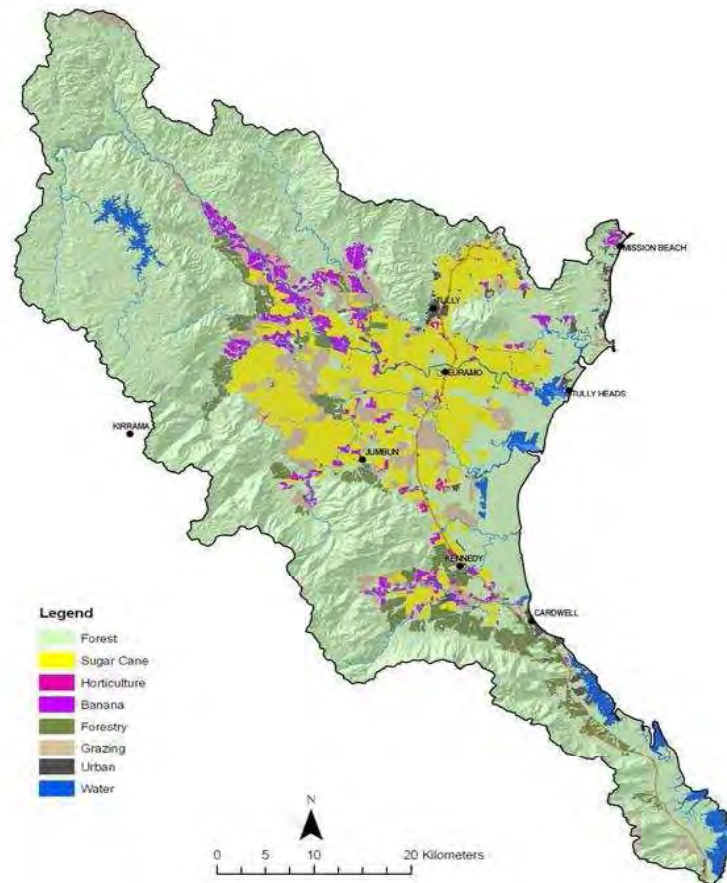 MISSION BEACH
TULLY
EURAMO
TULLY HEADS
KIRRAMA
JUMBUN
KENNEDY
CARDWELL
Legend
Forest
Sugar Cane
Horticulture
Banana
Forestry
Grazing
Urban
Water
N
0 5 10 20 Kilometers